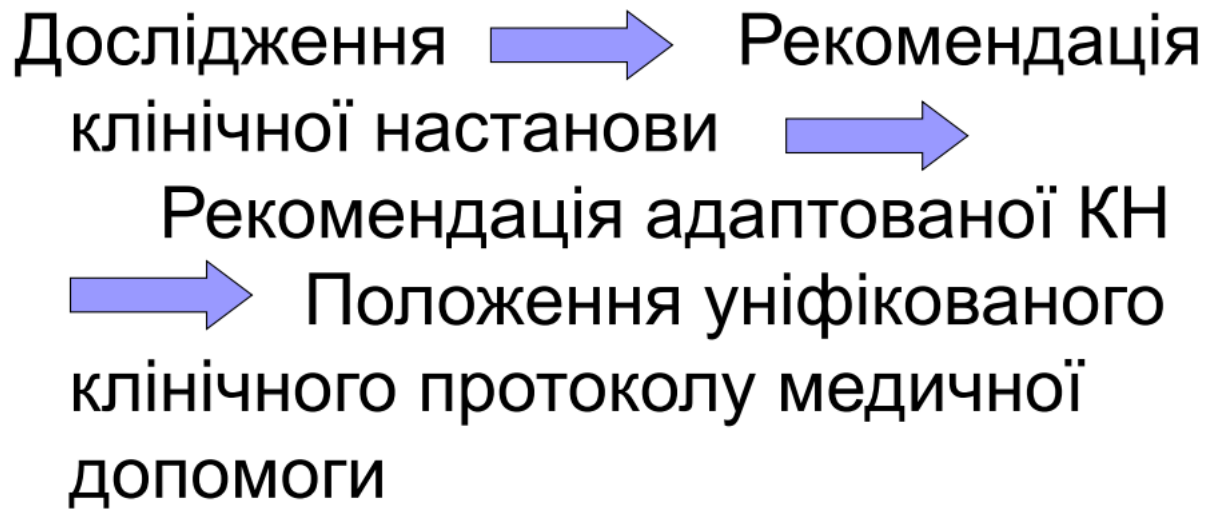 Дослідження Рекомендація
клінічної настанови
Рекомендація адаптованої КН
Положення уніфікованого
клінічного протоколу медичної
допомоги